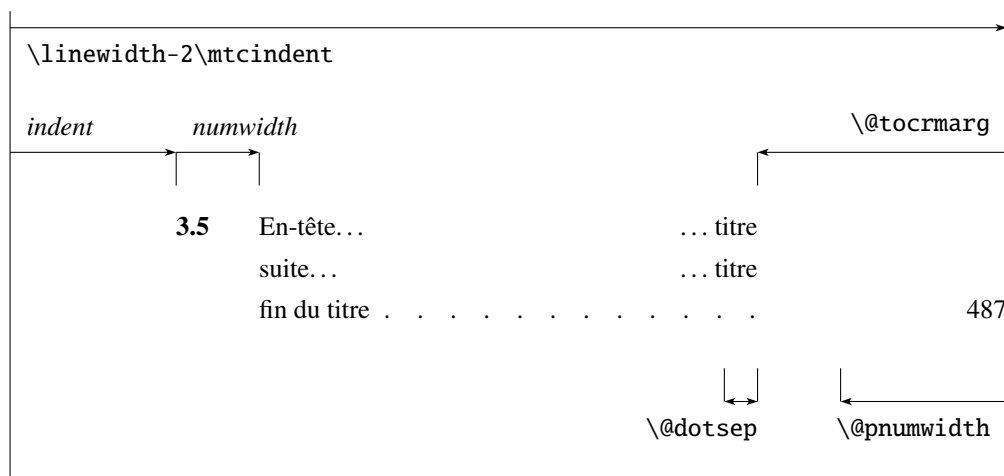 \linewidth-2\mtcindent
indent numwidth \@tocrmarg
3.5 En-tête... ... titre
suite... ... titre
fin du titre . . . . . . . . . . . . 487
\@dotsep \@pnumwidth